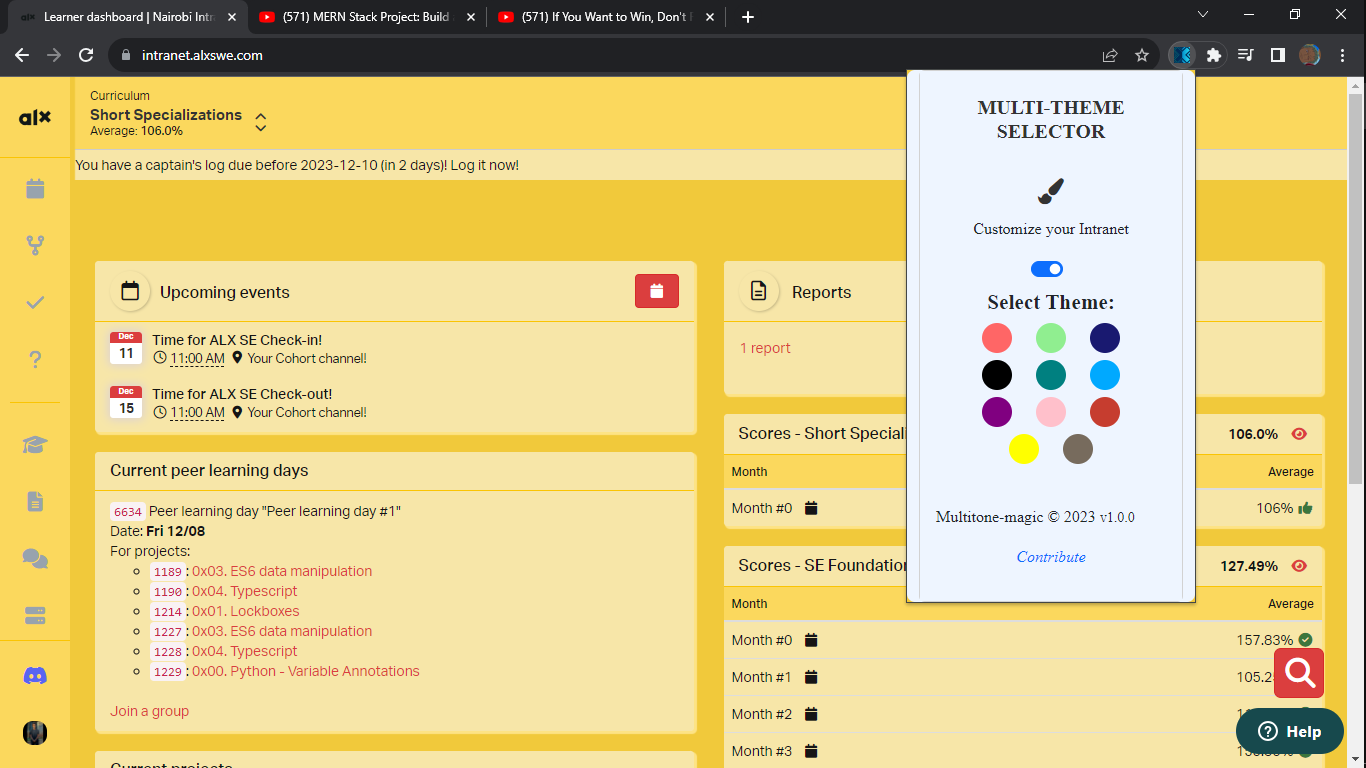 Learner dashboard | Nairobi Intr
(571) MERN Stack Project: Build
(571) If You Want to Win, Don't
intranet.alxswe.com
alx
Curriculum
Short Specializations
Average: 106.0%
You have a captain's log due before 2023-12-10 (in 2 days)! Log it now!
Upcoming events
Dec
11
Time for ALX SE Check-in!
11:00 AM Your Cohort channel!
Dec
15
Time for ALX SE Check-out!
11:00 AM Your Cohort channel!
Current peer learning days
6634 Peer learning day "Peer learning day #1"
Date: Fri 12/08
For projects:
1189 : 0x03. ES6 data manipulation
1190 : 0x04. Typescript
1214 : 0x01. Lockboxes
1227 : 0x03. ES6 data manipulation
1228 : 0x04. Typescript
1229 : 0x00. Python - Variable Annotations
Join a group
Current projects
Reports
1 report
Scores - Short Speciali
106.0%
Month
Average
Month #0
106%
Scores - SE Foundation
127.49%
Month
Average
Month #0
157.83%
Month #1
105.2
Month #2
Month #3
MULTI-THEME
SELECTOR
Customize your Intranet
Select Theme:
Multitone-magic © 2023 v1.0.0
Contribute
Help